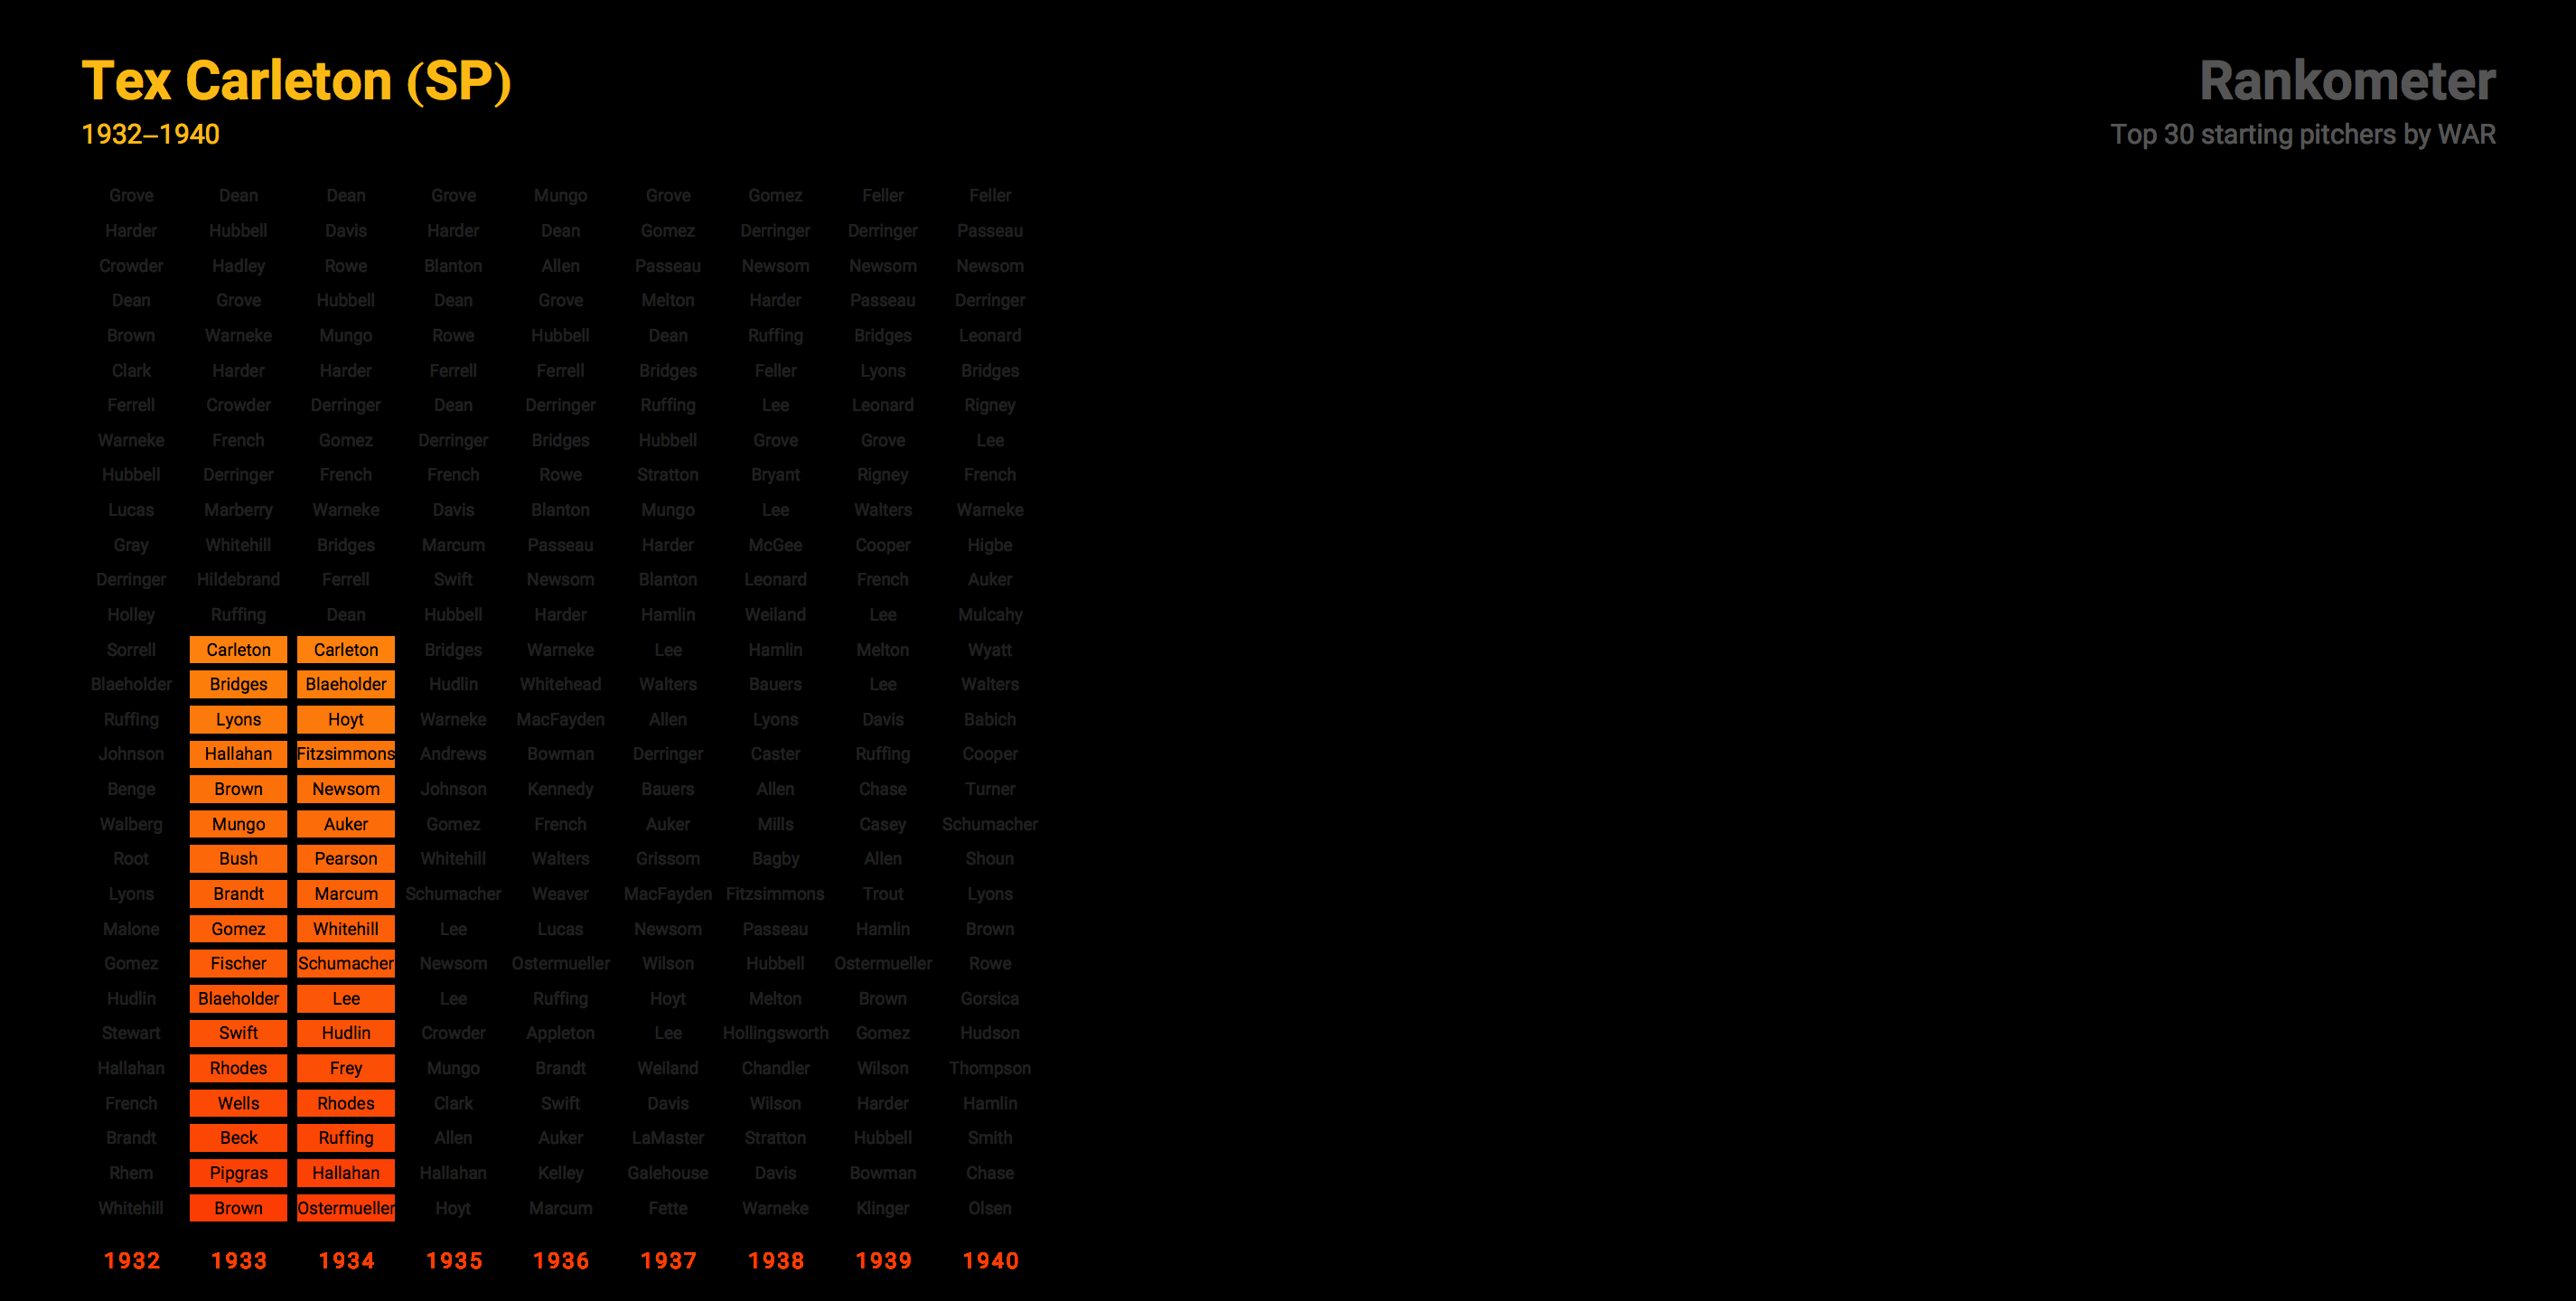 Tex Carleton (SP)
1932–1940
Rankometer
Top 30 starting pitchers by WAR
Grove Dean Dean Grove Mungo Grove Gomez Feller Feller
Harder Hubbell Davis Harder Dean Gomez Derringer Derringer Passeau
Crowder Hadley Rowe Blanton Allen Passeau Newsom Newsom Newsom
Dean Grove Hubbell Dean Grove Melton Harder Passeau Derringer
Brown Warneke Mungo Rowe Hubbell Dean Ruffing Bridges Leonard
Clark Harder Harder Ferrell Ferrell Bridges Feller Lyons Bridges
Ferrell Crowder Derringer Dean Derringer Ruffing Lee Leonard Rigney
Warneke French Gomez Derringer Bridges Hubbell Grove Grove Lee
Hubbell Derringer French French Rowe Stratton Bryant Rigney French
Lucas Marberry Warneke Davis Blanton Mungo Lee Walters Warneke
Gray Whitehill Bridges Marcum Passeau Harder McGee Cooper Higbe
Derringer Hildebrand Ferrell Swift Newsom Blanton Leonard French Auker
Holley Ruffing Dean Hubbell Harder Hamlin Weiland Lee Mulcahy
Sorrell Carleton Carleton Bridges Warneke Lee Hamlin Melton Wyatt
Blaeholder Bridges Blaeholder Hudlin Whitehead Walters Bauers Lee Walters
Ruffing Lyons Hoyt Warneke MacFayden Allen Lyons Davis Babich
Johnson Hallahan Fitzsimmons Andrews Bowman Derringer Caster Ruffing Cooper
Benge Brown Newsom Johnson Kennedy Bauers Allen Chase Turner
Walberg Mungo Auker Gomez French Auker Mills Casey Schumacher
Root Bush Pearson Whitehill Walters Grissom Bagby Allen Shoun
Lyons Brandt Marcum Schumacher Weaver MacFayden Fitzsimmons Trout Lyons
Malone Gomez Whitehill Lee Lucas Newsom Passeau Hamlin Brown
Gomez Fischer Schumacher Newsom Ostermueller Wilson Hubbell Ostermueller Rowe
Hudlin Blaeholder Lee Lee Ruffing Hoyt Melton Brown Gorsica
Stewart Swift Hudlin Crowder Appleton Lee Hollingsworth Gomez Hudson
Hallahan Rhodes Frey Mungo Brandt Weiland Chandler Wilson Thompson
French Wells Rhodes Clark Swift Davis Wilson Harder Hamlin
Brandt Beck Ruffing Allen Auker LaMaster Stratton Hubbell Smith
Rhem Pipgras Hallahan Hallahan Kelley Galehouse Davis Bowman Chase
Whitehill Brown Ostermueller Hoyt Marcum Fette Warneke Klinger Olsen
1932 1933 1934 1935 1936 1937 1938 1939 1940